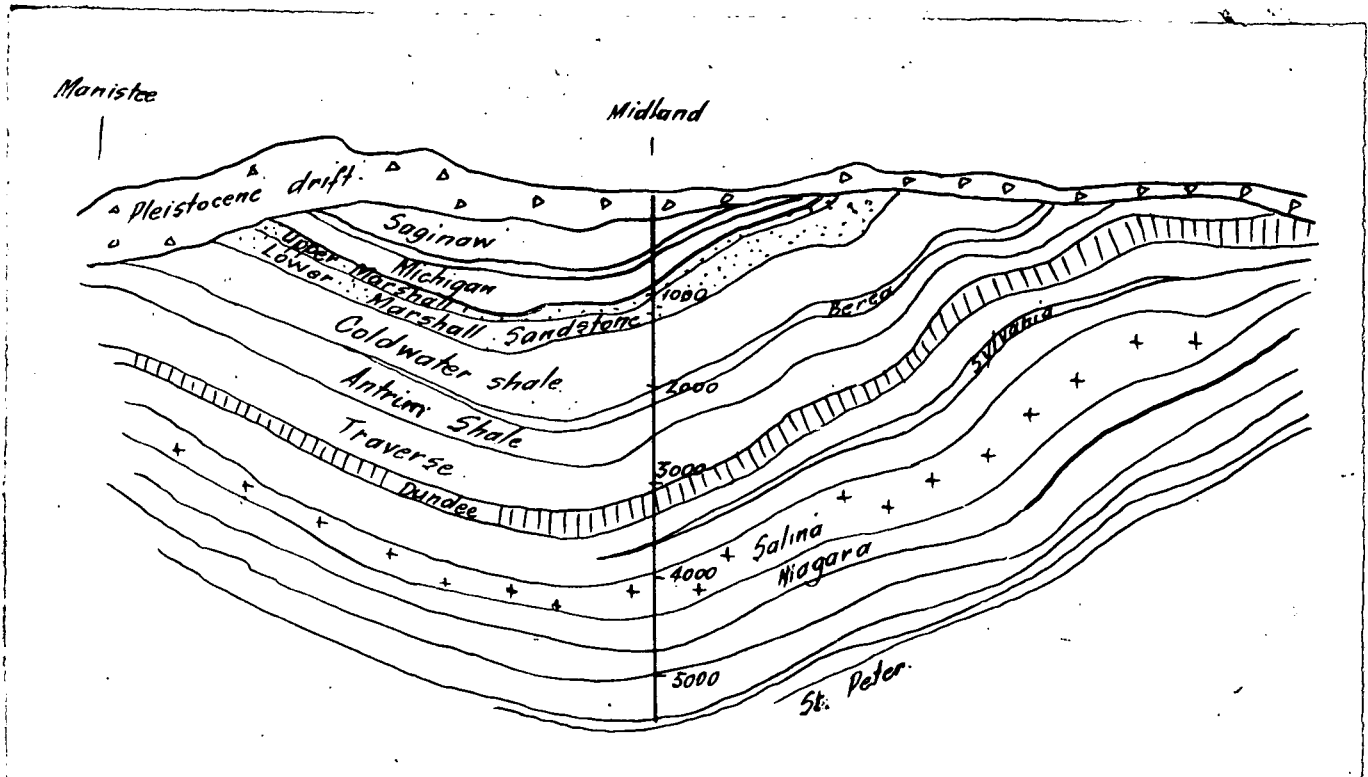 Manistee
Midland
Pleistocene drift.
Saginaw
Michigan
Upper Marshall
Lower Marshall Sandstone
1000
Berea
Coldwater shale.
2000
Sylvania
Antrim Shale
Traverse
3000
Dundee
Salina
4000
Niagara
5000
St. Peter.